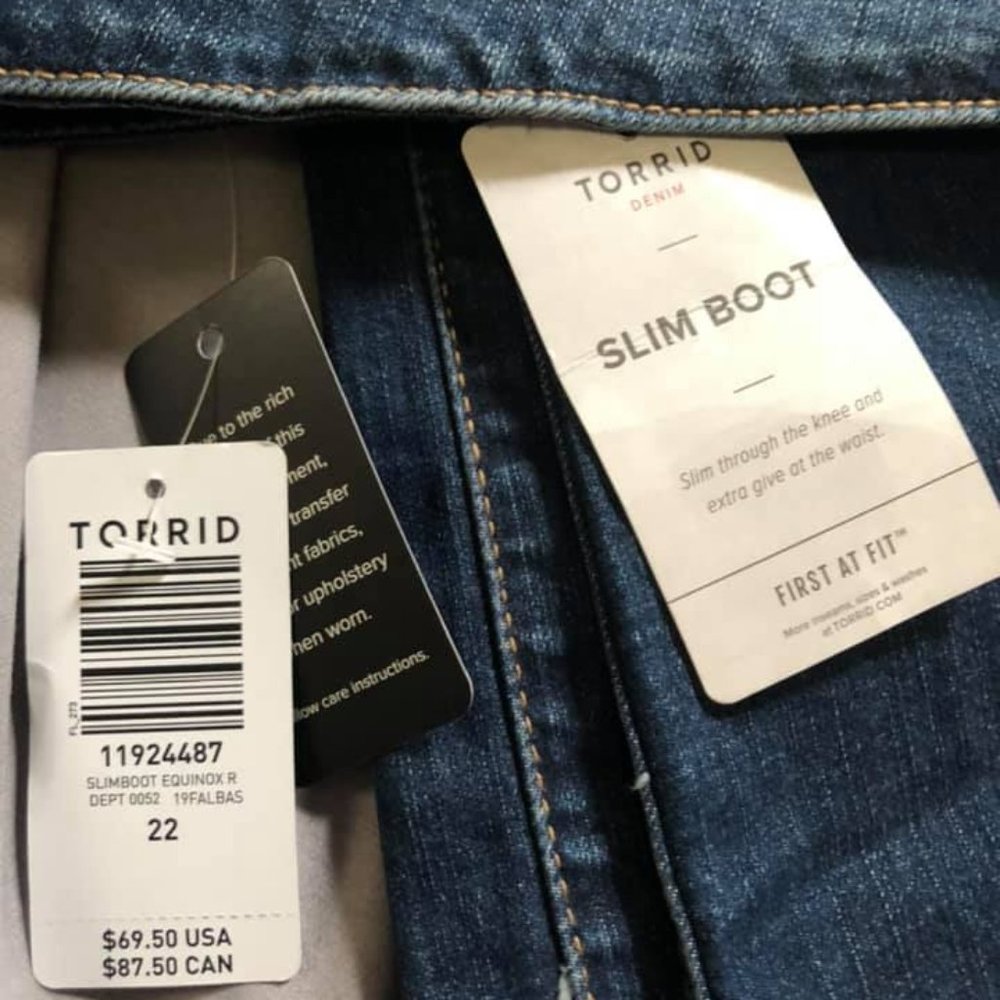 TORRID
DENIM
SLIM BOOT
Slim through the knee and
extra give at the waist.
FIRST AT FIT™
More inseams, sizes & washes
at TORRID.COM
to the rich
this
transfer
fabrics,
upholstery
worn.
care instructions.
TORRID
FL_273
11924487
SLIMBOOT EQUINOX R
DEPT 0052 19FALBAS
22
$69.50 USA
$87.50 CAN